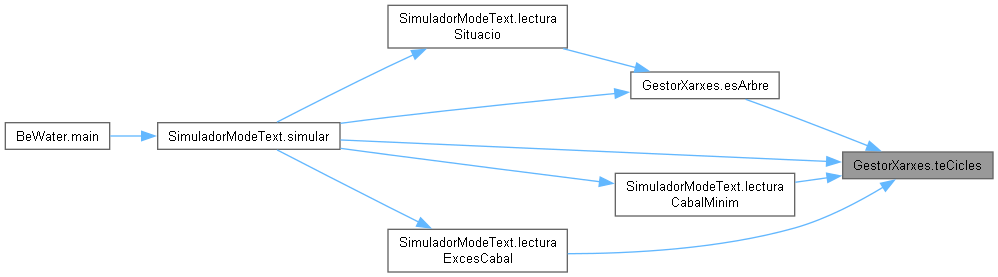 BeWater.main
SimuladorModeText.simular
SimuladorModeText.lectura
Situacio
GestorXarxes.esArbre
SimuladorModeText.lectura
CabalMinim
SimuladorModeText.lectura
ExcesCabal
GestorXarxes.teCicles